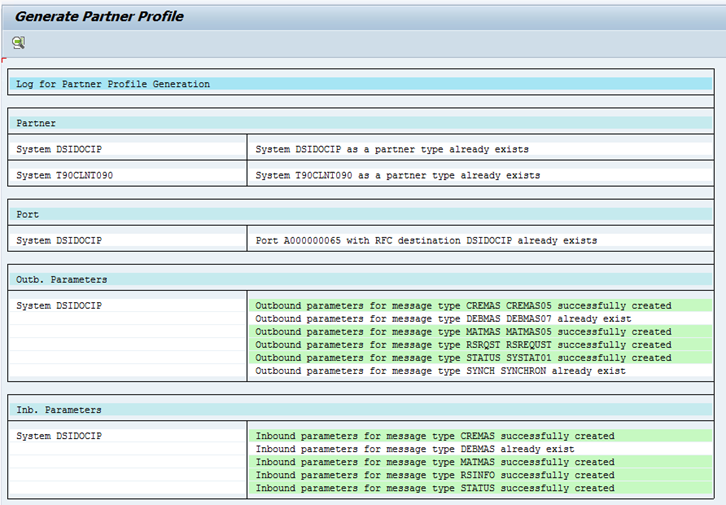 Generate Partner Profile
Log for Partner Profile Generation
Partner
System DSIDOCIP System DSIDOCIP as a partner type already exists
System T90CLNT090 System T90CLNT090 as a partner type already exists
Port
System DSIDOCIP Port A000000065 with RFC destination DSIDOCIP already exists
Outb. Parameters
System DSIDOCIP Outbound parameters for message type CREMAS CREMAS05 successfully created
Outbound parameters for message type DEBMAS DEBMAS07 already exist
Outbound parameters for message type MATMAS MATMAS05 successfully created
Outbound parameters for message type RSRQST RSREQUST successfully created
Outbound parameters for message type STATUS SYSTAT01 successfully created
Outbound parameters for message type SYNCH SYNCHRON already exist
Inb. Parameters
System DSIDOCIP Inbound parameters for message type CREMAS successfully created
Inbound parameters for message type DEBMAS already exist
Inbound parameters for message type MATMAS successfully created
Inbound parameters for message type RSINFO successfully created
Inbound parameters for message type STATUS successfully created